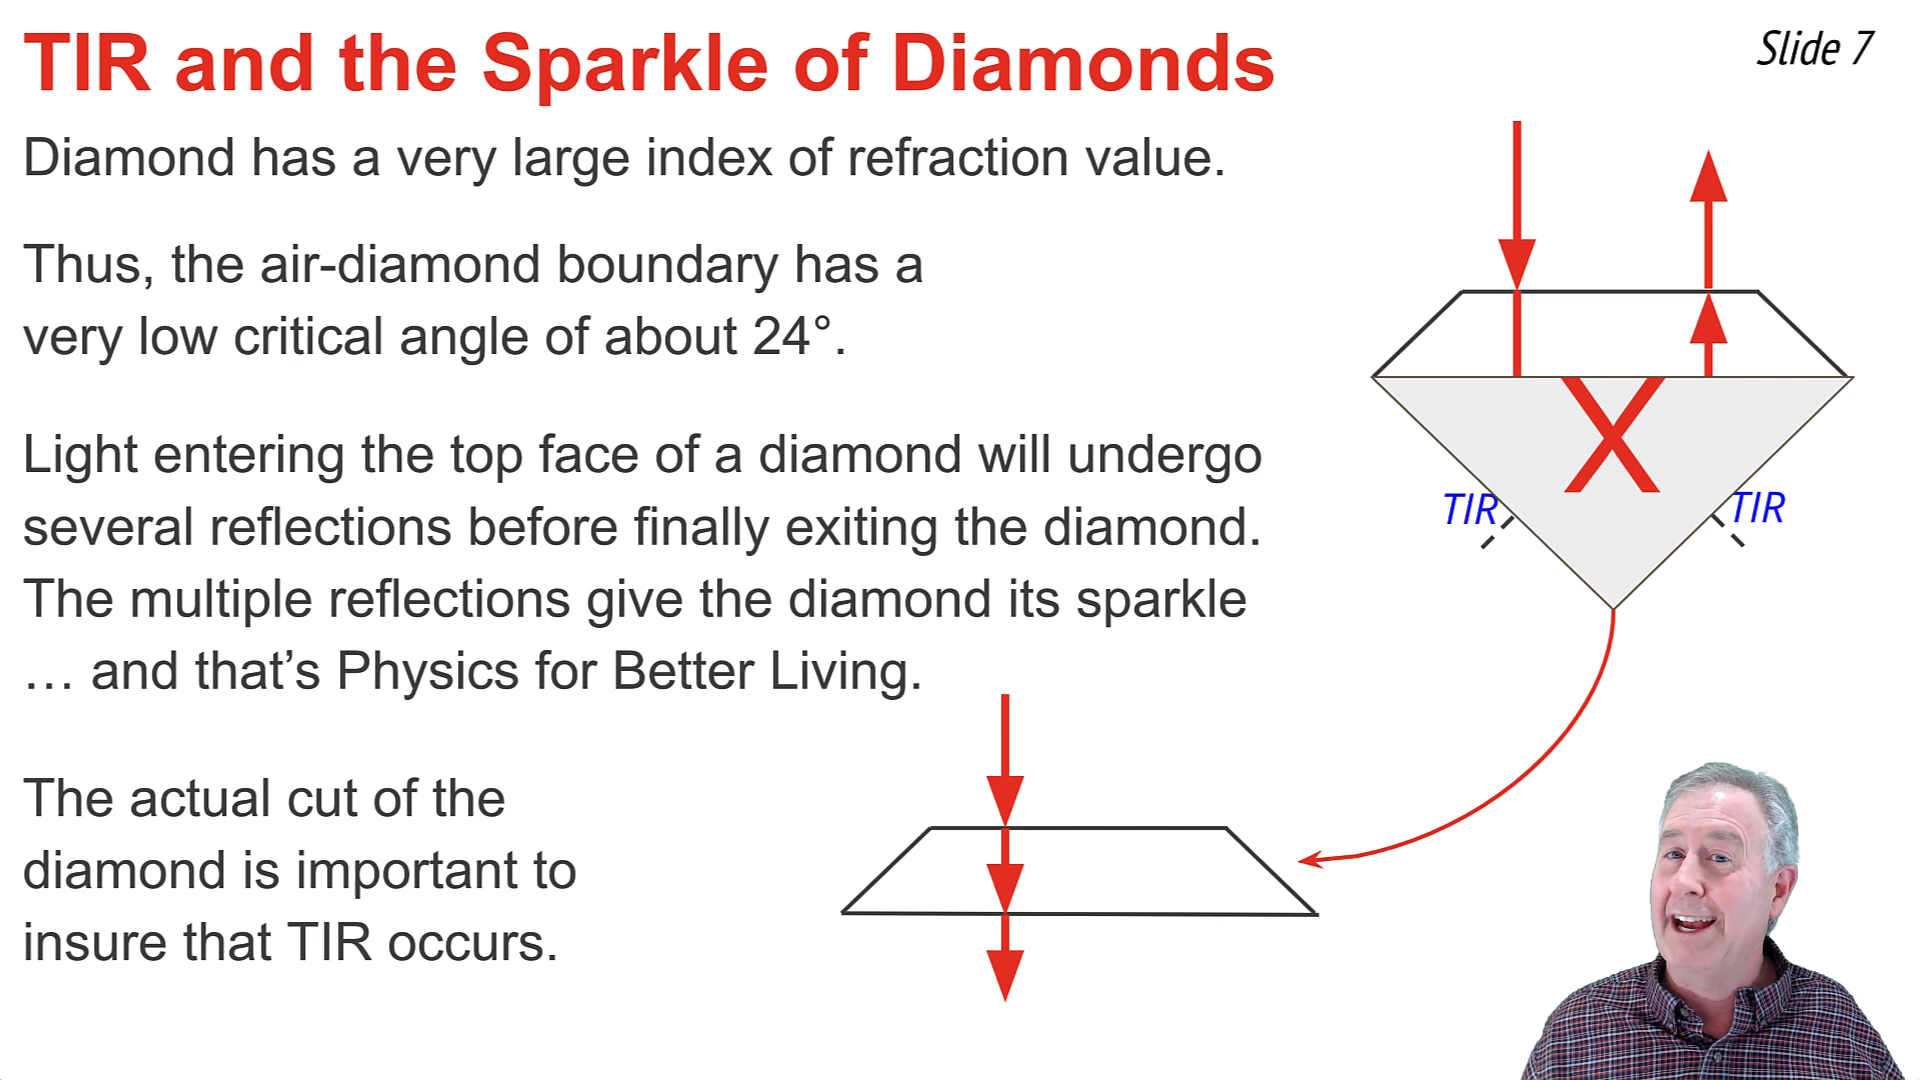 TIR and the Sparkle of Diamonds
Slide 7
Diamond has a very large index of refraction value.
Thus, the air-diamond boundary has a
very low critical angle of about 24°.
Light entering the top face of a diamond will undergo
several reflections before finally exiting the diamond.
The multiple reflections give the diamond its sparkle
… and that’s Physics for Better Living.
The actual cut of the
diamond is important to
insure that TIR occurs.
X
TIR
TIR